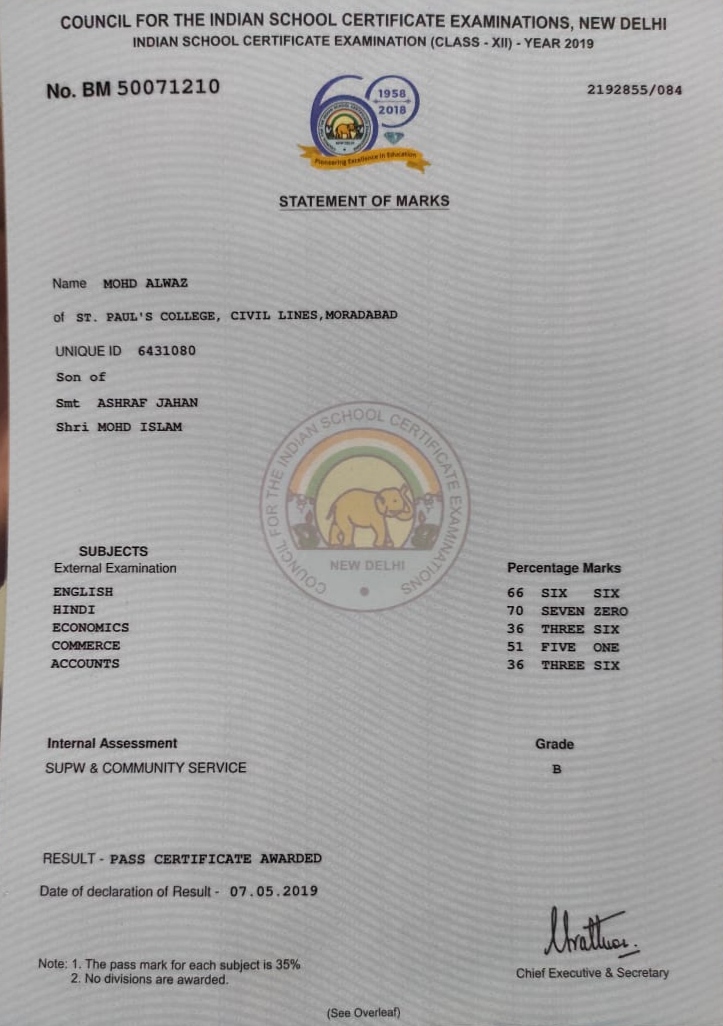 COUNCIL FOR THE INDIAN SCHOOL CERTIFICATE EXAMINATIONS, NEW DELHI
INDIAN SCHOOL CERTIFICATE EXAMINATION (CLASS - XII) - YEAR 2019
No. BM 50071210
2192855/084
60
1958
2018
NEW DELHI
Pioneering Excellence in Education
STATEMENT OF MARKS
Name MOHD ALWAZ
of ST. PAUL'S COLLEGE, CIVIL LINES,MORADABAD
UNIQUE ID 6431080
Son of
Smt ASHRAF JAHAN
Shri MOHD ISLAM
COUNCIL FOR THE INDIAN SCHOOL CERTIFICATE EXAMINATIONS
NEW DELHI
SUBJECTS
External Examination Percentage Marks
ENGLISH 66 SIX SIX
HINDI 70 SEVEN ZERO
ECONOMICS 36 THREE SIX
COMMERCE 51 FIVE ONE
ACCOUNTS 36 THREE SIX
Internal Assessment Grade
SUPW & COMMUNITY SERVICE B
RESULT - PASS CERTIFICATE AWARDED
Date of declaration of Result - 07.05.2019
Note: 1. The pass mark for each subject is 35%
2. No divisions are awarded.
Chief Executive & Secretary
(See Overleaf)